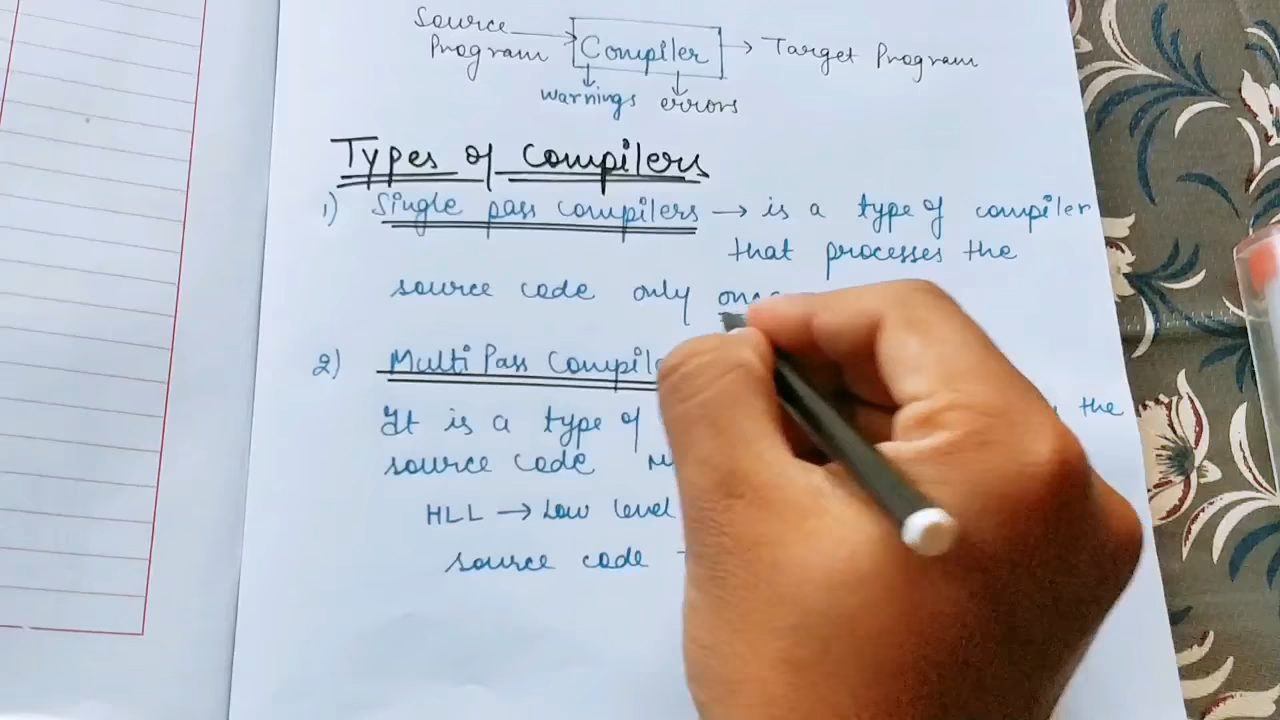 Source
Program
Compiler
Target Program
warnings errors
Types of Compilers
1) Single pass compilers → is a type of compiler
that processes the
source code only once
2) Multi Pass
It is a type of the
source code
HLL → Low level
source code